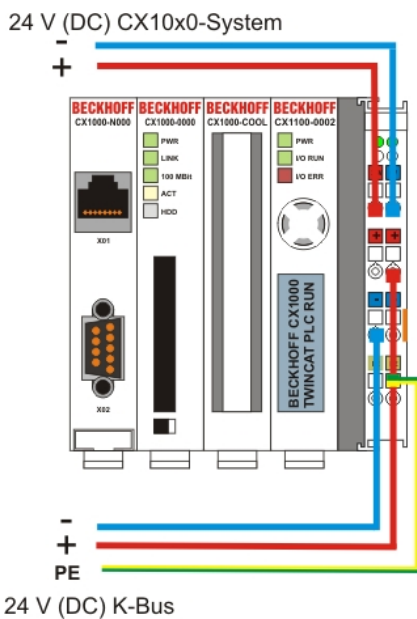 24 V (DC) CX10x0-System
-
+
BECKHOFF BECKHOFF BECKHOFF BECKHOFF
CX1000-N000 CX1000-0000 CX1000-COOL CX1100-0002
PWR PWR
LINK I/O RUN
100 MBit I/O ERR
ACT
HDD
X01
+ +
BECKHOFF CX1000
TWINCAT PLC RUN
X02
-
+
PE
24 V (DC) K-Bus